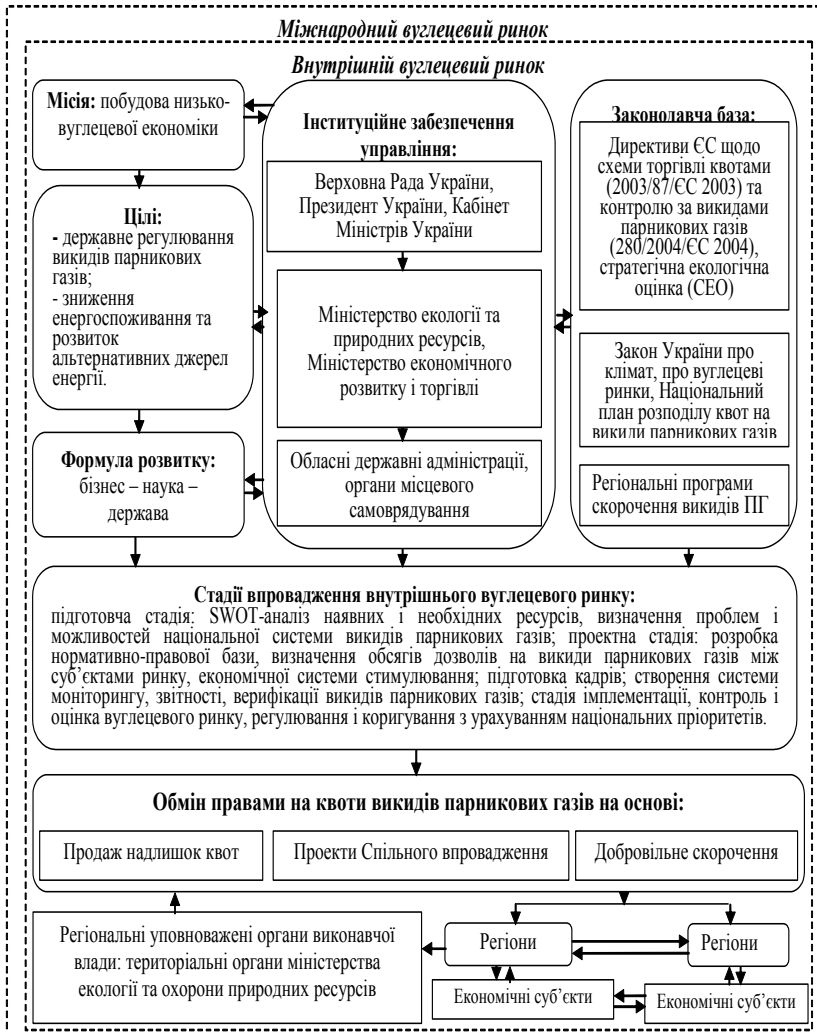 Міжнародний вуглецевий ринок
Внутрішній вуглецевий ринок
Місія: побудова низько-
вуглецевої економіки
Цілі:
- державне регулювання
викидів парникових
газів;
- зниження
енергоспоживання та
розвиток
альтернативних джерел
енергії.
Формула розвитку:
бізнес – наука –
держава
Інституційне забезпечення
управління:
Верховна Рада України,
Президент України, Кабінет
Міністрів України
Міністерство екології та
природних ресурсів,
Міністерство економічного
розвитку і торгівлі
Обласні державні адміністрації,
органи місцевого
самоврядування
Законодавча база:
Директиви ЄС щодо
схеми торгівлі квотами
(2003/87/ЄС 2003) та
контролю за викидами
парникових газів
(280/2004/ЄС 2004),
стратегічна екологічна
оцінка (СЕО)
Закон України про
клімат, про вуглецеві
ринки, Національний
план розподілу квот на
викиди парникових газів
Регіональні програми
скорочення викидів ПГ
Стадії впровадження внутрішнього вуглецевого ринку:
підготовча стадія: SWOT-аналіз наявних і необхідних ресурсів, визначення проблем і
можливостей національної системи викидів парникових газів; проектна стадія: розробка
нормативно-правової бази, визначення обсягів дозволів на викиди парникових газів між
суб’єктами ринку, економічної системи стимулювання; підготовка кадрів; створення системи
моніторингу, звітності, верифікації викидів парникових газів; стадія імплементації, контроль і
оцінка вуглецевого ринку, регулювання і коригування з урахуванням національних пріоритетів.
Обмін правами на квоти викидів парникових газів на основі:
Продаж надлишок квот
Проекти Спільного впровадження
Добровільне скорочення
Регіональні уповноважені органи виконавчої
влади: територіальні органи міністерства
екології та охорони природних ресурсів
Регіони
Регіони
Економічні суб’єкти
Економічні суб’єкти